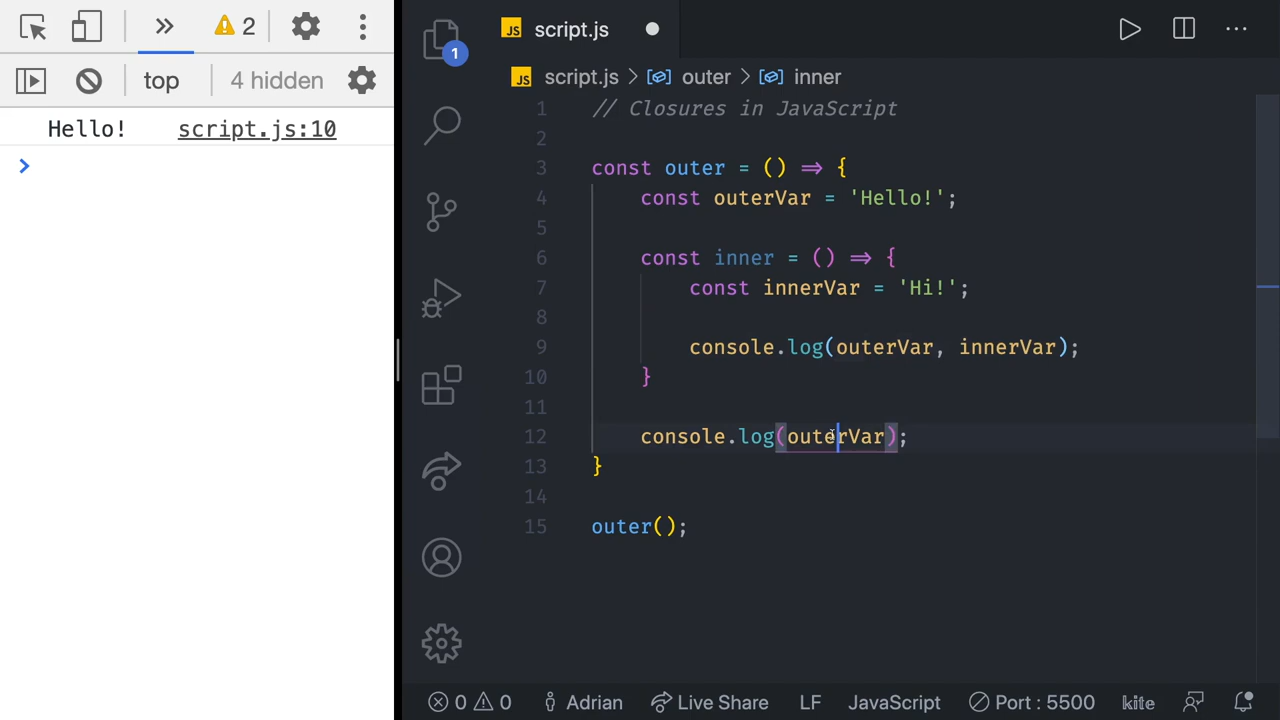 2
top
4 hidden
Hello! script.js:10
>
1
JS script.js
JS script.js > outer > inner
1 // Closures in JavaScript
2
3 const outer = () => {
4 const outerVar = 'Hello!';
5
6 const inner = () => {
7 const innerVar = 'Hi!';
8
9 console.log(outerVar, innerVar);
10 }
11
12 console.log(outerVar);
13 }
14
15 outer();
0 0 Adrian Live Share LF JavaScript Port : 5500 kite